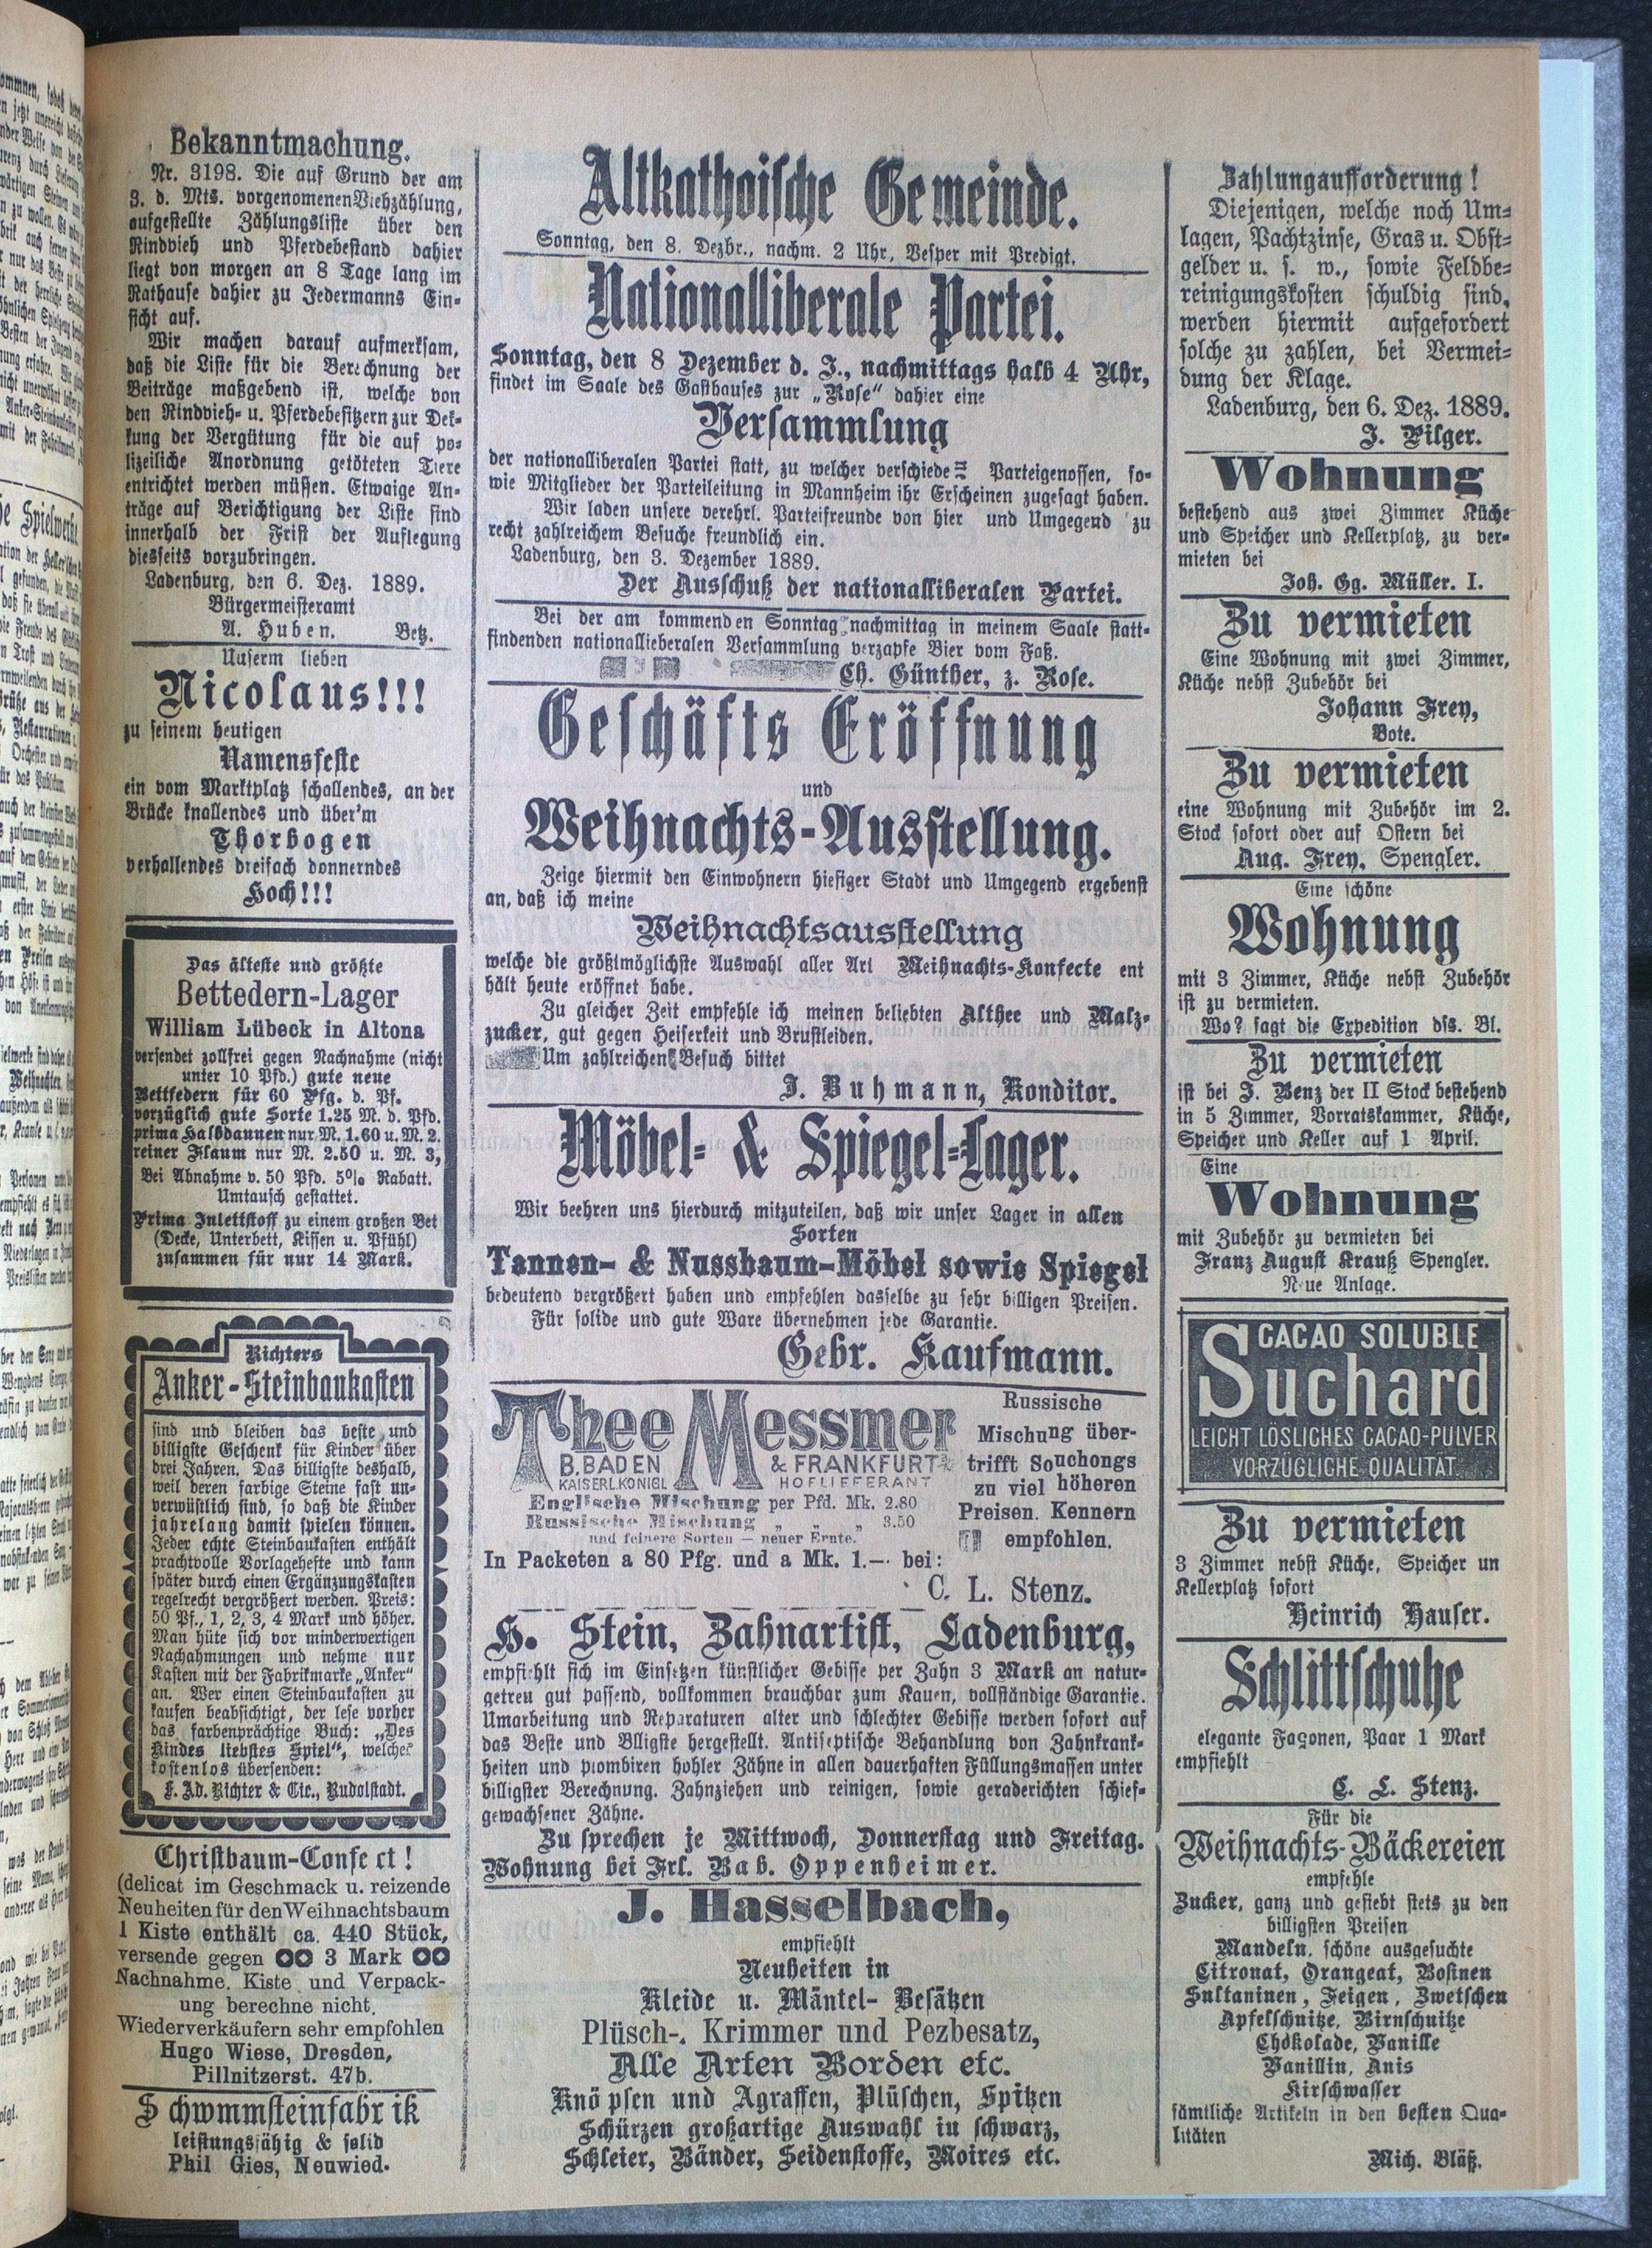 Bekanntmachung.
Nr. 3198. Die auf Grund der am
3. d. Mts. vorgenommenen Viehzählung,
aufgestellte Zählungsliste über den
Rindvieh und Pferdebestand dahier
liegt von morgen an 8 Tage lang im
Rathause dahier zu Jedermanns Ein-
sicht auf.
Wir machen darauf aufmerksam,
daß die Liste für die Berechnung der
Beiträge maßgebend ist, welche von
den Rindvieh- u. Pferdebesitzern zur Dek-
kung der Vergütung für die auf po-
lizeiliche Anordnung getöteten Tiere
entrichtet werden müssen. Etwaige An-
träge auf Berichtigung der Liste sind
innerhalb der Frist der Auflegung
diesseits vorzubringen.
Ladenburg, den 6. Dez. 1889.
Bürgermeisteramt
A. Huben. Betz.
Unserm lieben
Nicolaus!!!
zu seinem heutigen
Namensfeste
ein vom Marktplatz schallendes, an der
Brücke knallendes und über'm
Thorbogen
verhallendes dreifach donnerndes
Hoch!!!
Das älteste und größte
Bettedern-Lager
William Lübeck in Altona
versendet zollfrei gegen Nachnahme (nicht
unter 10 Pfd.) gute neue
Bettfedern für 60 Pfg. d. Pf.
vorzüglich gute Sorte 1.25 M. d. Pfd.
prima Halbdaunen nur M. 1.60 u. M. 2.
reiner Flaum nur M. 2.50 u. M. 3,
Bei Abnahme v. 50 Pfd. 5% Rabatt.
Umtausch gestattet.
Prima Inlettstoff zu einem großen Bet
(Decke, Unterbett, Kissen u. Pfühl)
zusammen für nur 14 Mark.
Richters
Anker-Steinbaukasten
sind und bleiben das beste und
billigste Geschenk für Kinder über
drei Jahren. Das billigste deshalb,
weil deren farbige Steine fast un-
verwüstlich sind, so daß die Kinder
jahrelang damit spielen können.
Jeder echte Steinbaukasten enthält
prachtvolle Vorlagehefte und kann
später durch einen Ergänzungskasten
regelrecht vergrößert werden. Preis:
50 Pf., 1, 2, 3, 4 Mark und höher.
Man hüte sich vor minderwertigen
Nachahmungen und nehme nur
Kasten mit der Fabrikmarke „Anker"
an. Wer einen Steinbaukasten zu
kaufen beabsichtigt, der lese vorher
das farbenprächtige Buch: „Des
Kindes liebstes Spiel", welches
kostenlos übersenden:
F. Ad. Richter & Cie., Rudolstadt.
Christbaum-Confe ct!
(delicat im Geschmack u. reizende
Neuheiten für den Weihnachtsbaum
1 Kiste enthält ca. 440 Stück,
versende gegen 3 Mark
Nachnahme. Kiste und Verpack-
ung berechne nicht.
Wiederverkäufern sehr empfohlen
Hugo Wiese, Dresden,
Pillnitzerst. 47b.
S chwmmsteinfabr ik
leistungsfähig & solid
Phil Gies, Neuwied.
Altkathoische Gemeinde.
Sonntag, den 8. Dezbr., nachm. 2 Uhr, Vesper mit Predigt.
Nationalliberale Partei.
Sonntag, den 8 Dezember d. J., nachmittags halb 4 Uhr,
findet im Saale des Gasthauses zur „Rose" dahier eine
Versammlung
der nationalliberalen Partei statt, zu welcher verschiede= Parteigenossen, so-
wie Mitglieder der Parteileitung in Mannheim ihr Erscheinen zugesagt haben.
Wir laden unsere verehrl. Parteifreunde von hier und Umgegend zu
recht zahlreichem Besuche freundlich ein.
Ladenburg, den 3. Dezember 1889.
Der Ausschuß der nationalliberalen Partei.
Bei der am kommenden Sonntag nachmittag in meinem Saale statt-
findenden nationallieberalen Versammlung verzapfe Bier vom Faß.
Ch. Günther, z. Rose.
Geschäfts Eröffnung
und
Weihnachts-Ausstellung.
Zeige hiermit den Einwohnern hiesiger Stadt und Umgegend ergebenst
an, daß ich meine
Weihnachtsausstellung
welche die größtmöglichste Auswahl aller Art Weihnachts-Konfecte ent
hält heute eröffnet habe.
Zu gleicher Zeit empfehle ich meinen beliebten Althee und Malz-
zucker, gut gegen Heiserkeit und Brustleiden.
Um zahlreichen Besuch bittet
J. Buhmann, Konditor.
Möbel- & Spiegel-Lager.
Wir beehren uns hierdurch mitzuteilen, daß wir unser Lager in allen
Sorten
Tannen- & Nussbaum-Möbel sowie Spiegel
bedeutend vergrößert haben und empfehlen dasselbe zu sehr billigen Preisen.
Für solide und gute Ware übernehmen jede Garantie.
Gebr. Kaufmann.
Thee Messmer
B. BADEN & FRANKFURT
KAISERL. KÖNIGL HOFLIEFERANT
Englische Mischung per Pfd. Mk. 2.80
Russische Mischung „ „ „ 3.50
und feinere Sorten — neuer Ernte.
Russische
Mischung über-
trifft Souchongs
zu viel höheren
Preisen. Kennern
empfohlen.
In Packeten a 80 Pfg. und a Mk. 1.— bei:
C. L. Stenz.
H. Stein, Zahnartist, Ladenburg,
empfiehlt sich im Einsetzen künstlicher Gebisse per Zahn 3 Mark an natur-
getreu gut passend, vollkommen brauchbar zum Kauen, vollständige Garantie.
Umarbeitung und Reparaturen alter und schlechter Gebisse werden sofort auf
das Beste und Blligste hergestellt. Antiseptische Behandlung von Zahnkrank-
heiten und plombiren hohler Zähne in allen dauerhaften Füllungsmassen unter
billigster Berechnung. Zahnziehen und reinigen, sowie geraderichten schief-
gewachsener Zähne.
Zu sprechen je Mittwoch, Donnerstag und Freitag.
Wohnung bei Frl. Bab. Oppenheimer.
J. Hasselbach,
empfiehlt
Neuheiten in
Kleide u. Mäntel- Besätzen
Plüsch-. Krimmer und Pezbesatz,
Alle Arten Borden etc.
Knö pfen und Agraffen, Plüschen, Spitzen
Schürzen großartige Auswahl in schwarz,
Schleier, Bänder, Seidenstoffe, Moires etc.
Zahlungaufforderung!
Diejenigen, welche noch Um-
lagen, Pachtzinse, Gras u. Obst-
gelder u. s. w., sowie Feldbe-
reinigungskosten schuldig sind,
werden hiermit aufgefordert
solche zu zahlen, bei Vermei-
dung der Klage.
Ladenburg, den 6. Dez. 1889.
J. Pilger.
Wohnung
bestehend aus zwei Zimmer Küche
und Speicher und Kellerplatz, zu ver-
mieten bei
Joh. Gg. Müller. I.
Zu vermieten
Eine Wohnung mit zwei Zimmer,
Küche nebst Zubehör bei
Johann Frey,
Bote.
Zu vermieten
eine Wohnung mit Zubehör im 2.
Stock sofort oder auf Ostern bei
Aug. Frey, Spengler.
Eine schöne
Wohnung
mit 3 Zimmer, Küche nebst Zubehör
ist zu vermieten.
Wo? sagt die Expedition dss. Bl.
Zu vermieten
ist bei J. Benz der II Stock bestehend
in 5 Zimmer, Vorratskammer, Küche,
Speicher und Keller auf 1 April.
Eine
Wohnung
mit Zubehör zu vermieten bei
Franz August Krauß Spengler.
Neue Anlage.
CACAO SOLUBLE
Suchard
LEICHT LÖSLICHES CACAO-PULVER
VORZÜGLICHE QUALITÄT
Zu vermieten
3 Zimmer nebst Küche, Speicher un
Kellerplatz sofort
Heinrich Hauser.
Schlittschuhe
elegante Façonen, Paar 1 Mark
empfiehlt
C. L. Stenz.
Für die
Weihnachts-Bäckereien
empfehle
Zucker, ganz und gesiebt stets zu den
billigsten Preisen
Mandeln, schöne ausgesuchte
Citronat, Orangeat, Bosinen
Sultaninen, Feigen, Zwetschen
Apfelschnitze, Birnschnitze
Chokolade, Vanille
Vanillin, Anis
Kirschwasser
sämtliche Artikeln in den besten Qua-
litäten
Mich. Bläß.